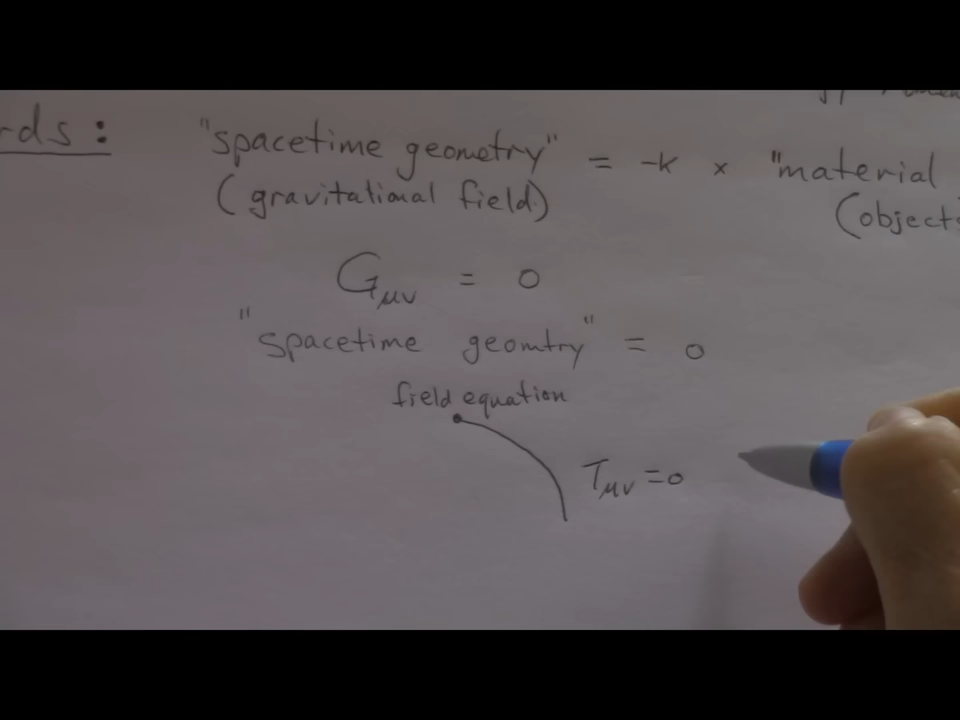 rds:
"spacetime geometry" = -k × "material
(gravitational field) (object
Gμν = 0
"spacetime geomtry" = 0
field equation
Tμν = 0